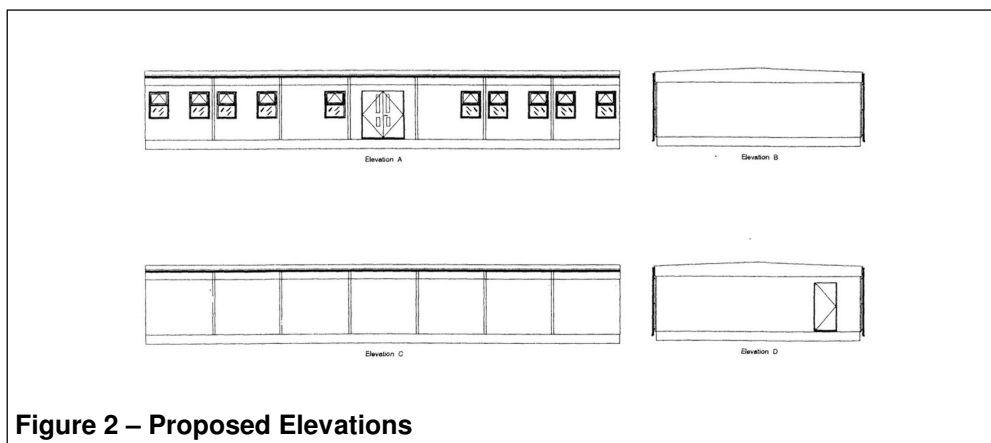 Elevation A
Elevation B
Elevation C
Elevation D
Figure 2 – Proposed Elevations